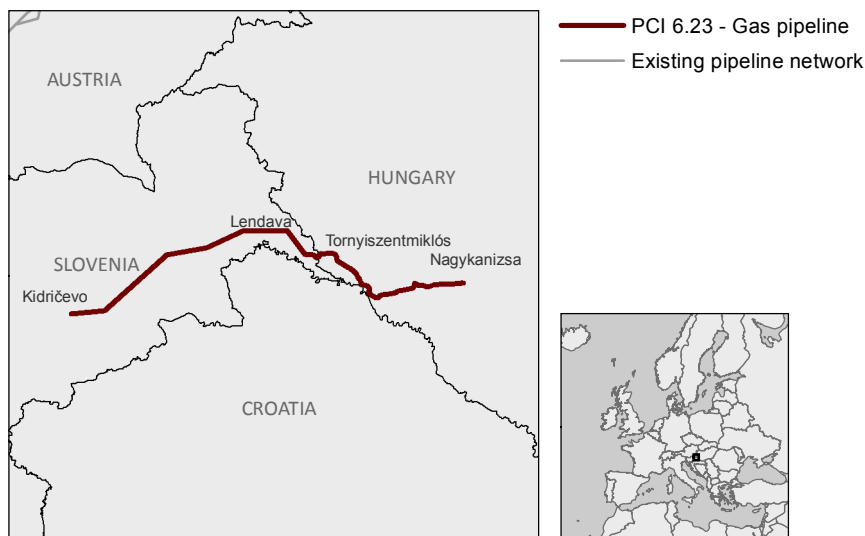 PCI 6.23 - Gas pipeline
Existing pipeline network
AUSTRIA
HUNGARY
Lendava
Tornyiszentmiklós
Nagykanizsa
SLOVENIA
Kidričevo
CROATIA